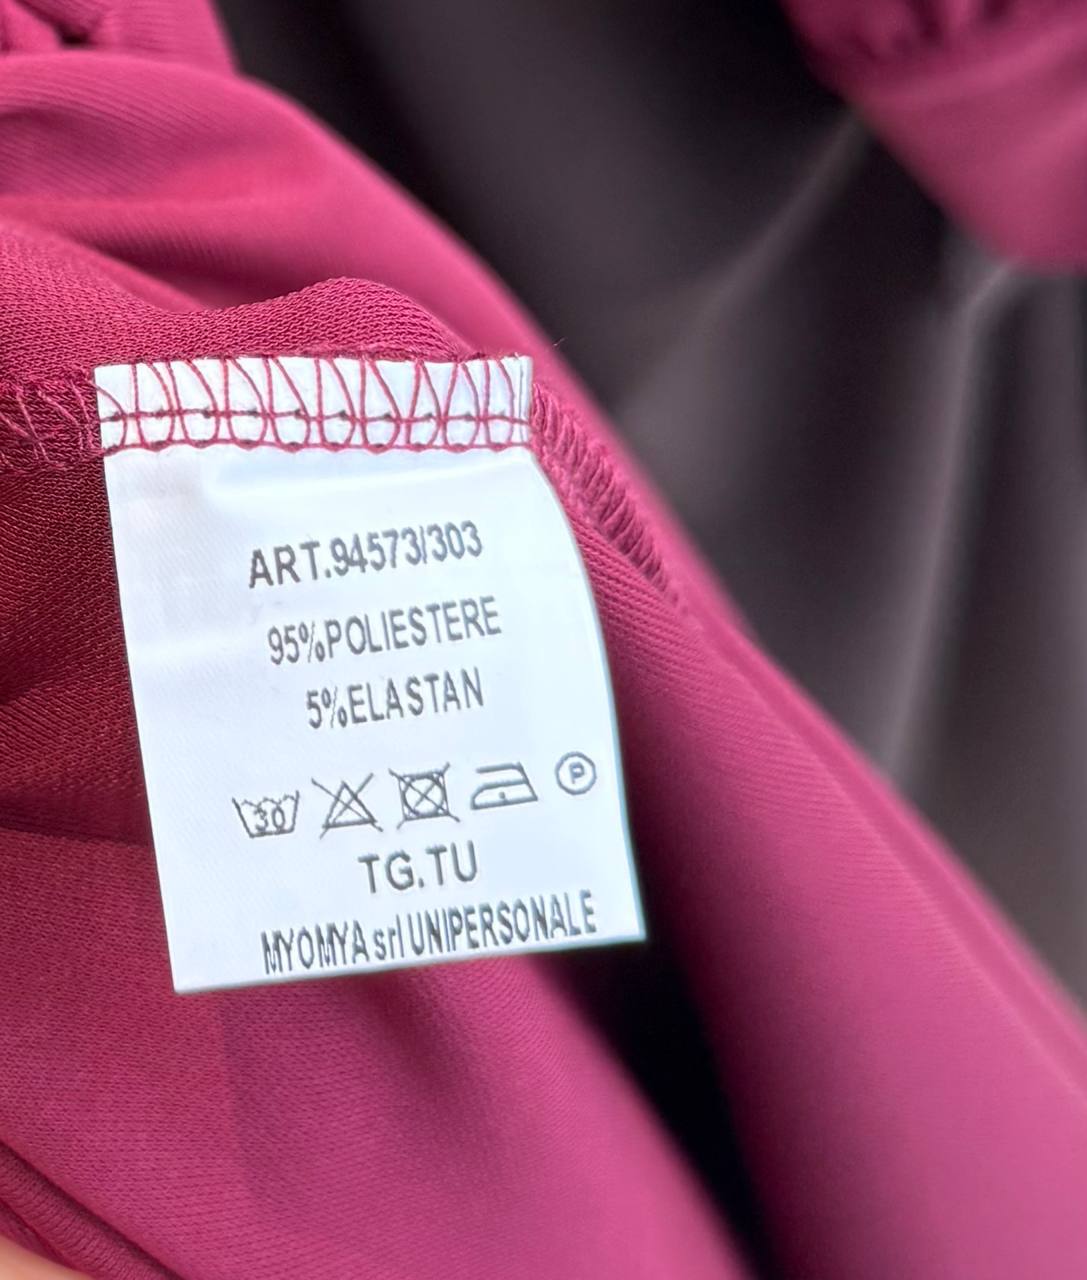 ART.94573/303
95%POLIESTERE
5%ELASTAN
30 P
TG.TU
MYOMYA srl UNIPERSONALE